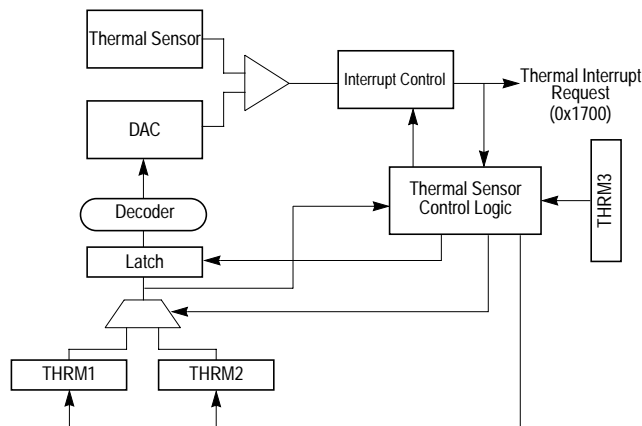 Thermal Sensor
Interrupt Control
Thermal Interrupt
Request
(0x1700)
DAC
Thermal Sensor
Control Logic
THRM3
Decoder
Latch
THRM1
THRM2